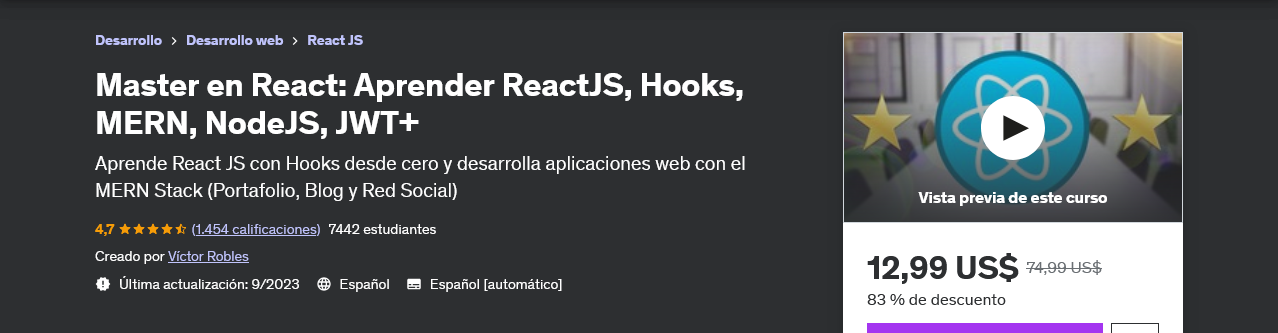 Desarrollo > Desarrollo web > React JS
Master en React: Aprender ReactJS, Hooks,
MERN, NodeJS, JWT+
Aprende React JS con Hooks desde cero y desarrolla aplicaciones web con el
MERN Stack (Portafolio, Blog y Red Social)
4,7 (1.454 calificaciones) 7442 estudiantes
Creado por Víctor Robles
Última actualización: 9/2023 Español Español [automático]
Vista previa de este curso
12,99 US$ 74,99 US$
83 % de descuento